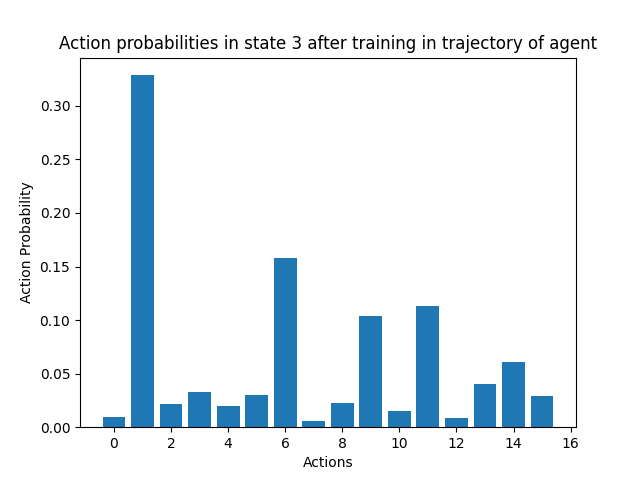 Action probabilities in state 3 after training in trajectory of agent
0.30
0.25
0.20
0.15
0.10
0.05
0.00
Action Probability
0 2 4 6 8 10 12 14 16
Actions